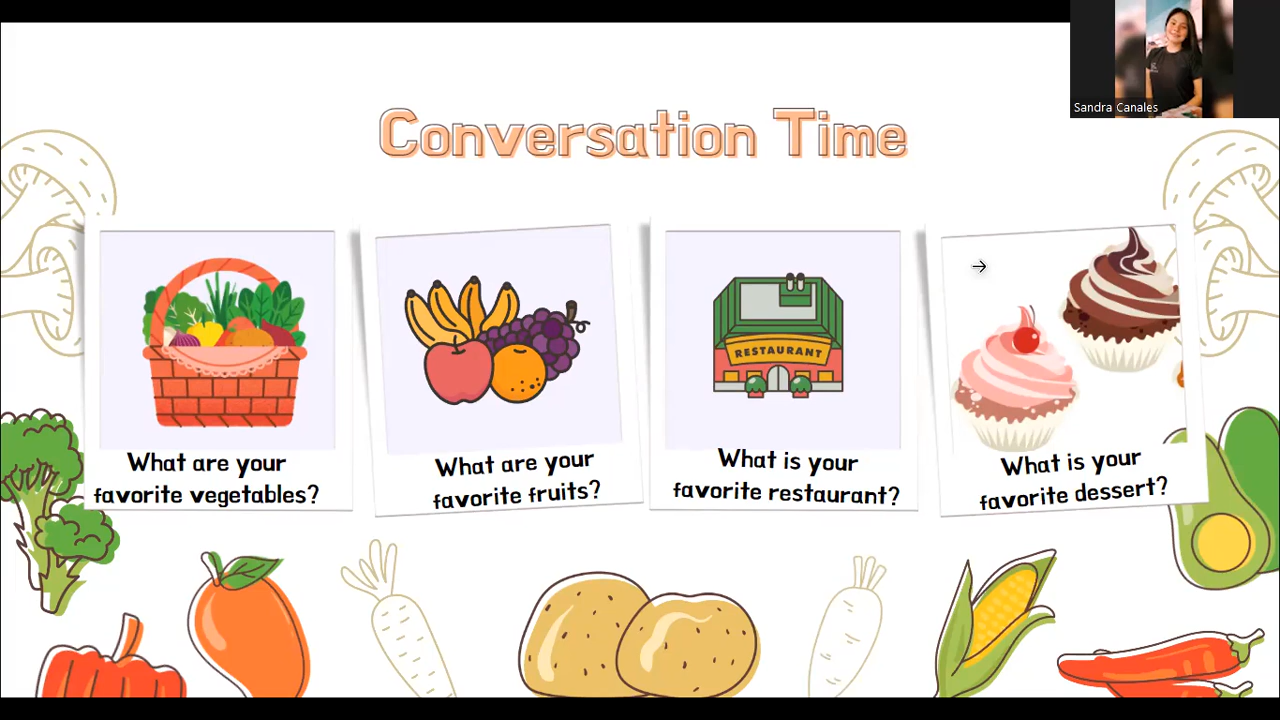 Sandra Canales
Conversation Time
RESTAURANT
What are your
favorite vegetables?
What are your
favorite fruits?
What is your
favorite restaurant?
What is your
favorite dessert?